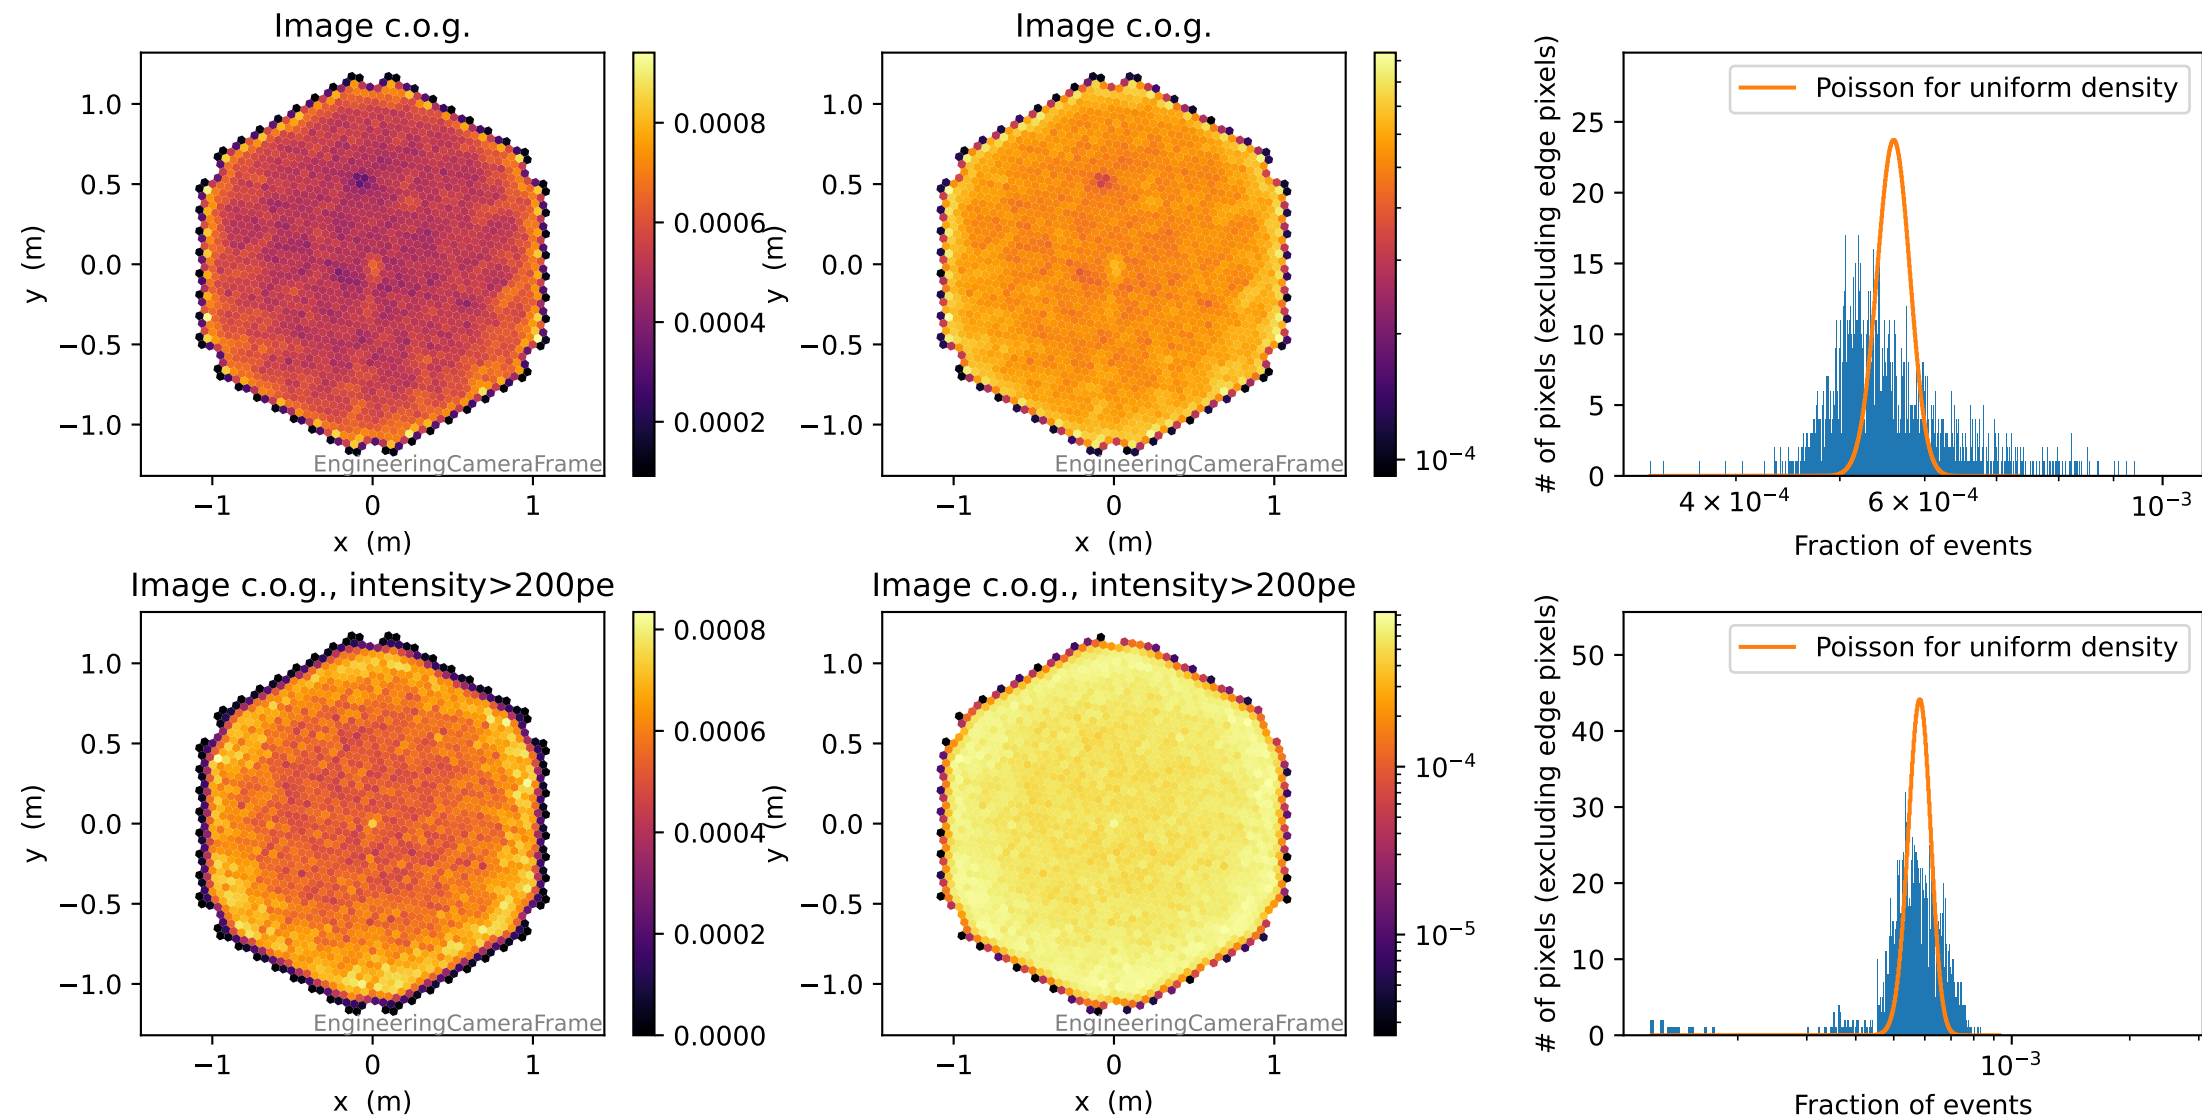 Image c.o.g.
1.0
0.5
0.0
−0.5
−1.0
y (m)
−1
0
1
x (m)
EngineeringCameraFrame
0.0008
0.0006
0.0004
0.0002
Image c.o.g.
1.0
0.5
0.0
−0.5
−1.0
y (m)
−1
0
1
x (m)
EngineeringCameraFrame
10⁻⁴
# of pixels (excluding edge pixels)
25
20
15
10
5
0
Poisson for uniform density
4 × 10⁻⁴
6 × 10⁻⁴
10⁻³
Fraction of events
Image c.o.g., intensity>200pe
1.0
0.5
0.0
−0.5
−1.0
y (m)
−1
0
1
x (m)
EngineeringCameraFrame
0.0008
0.0006
0.0004
0.0002
0.0000
Image c.o.g., intensity>200pe
1.0
0.5
0.0
−0.5
−1.0
y (m)
−1
0
1
x (m)
EngineeringCameraFrame
10⁻⁴
10⁻⁵
# of pixels (excluding edge pixels)
50
40
30
20
10
0
Poisson for uniform density
10⁻³
Fraction of events